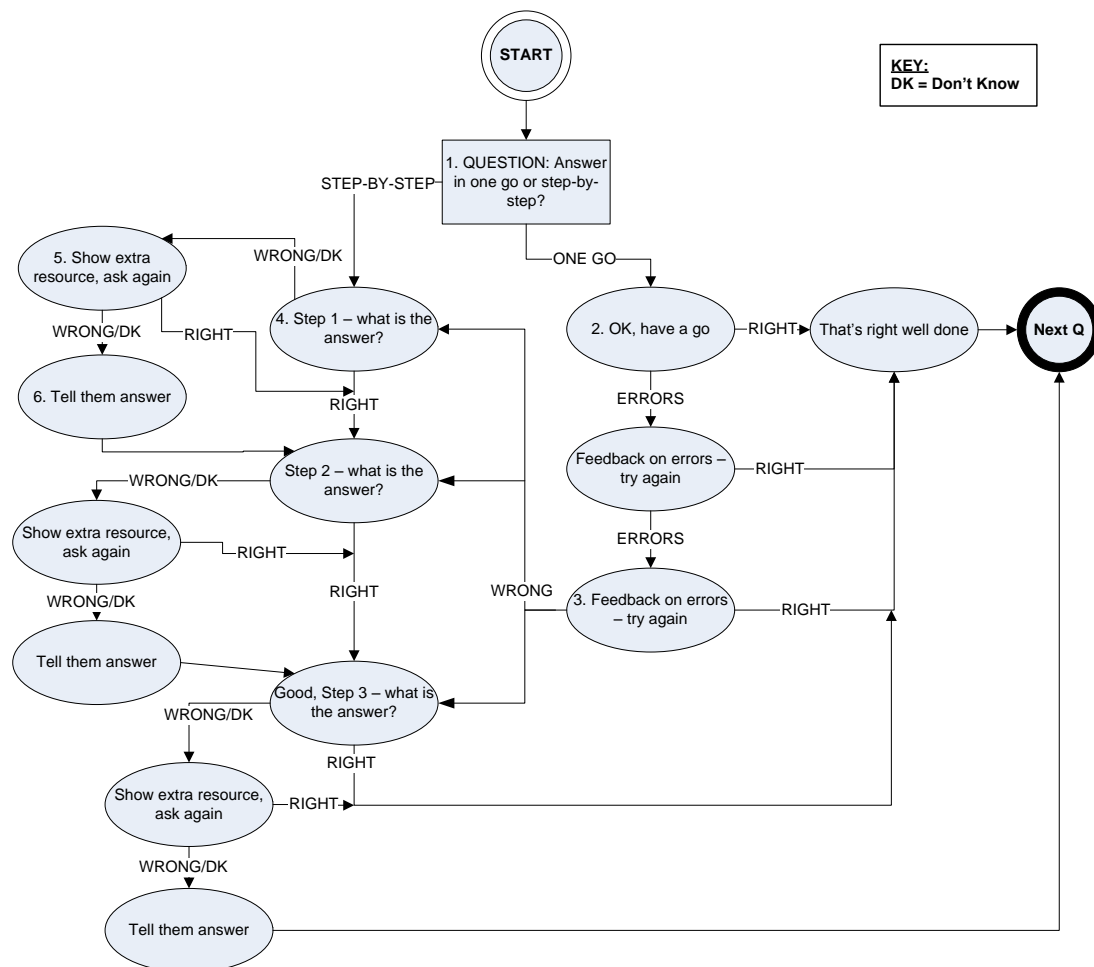 START
KEY:
DK = Don't Know
1. QUESTION: Answer
in one go or step-by-
step?
STEP-BY-STEP
ONE GO
5. Show extra
resource, ask again
WRONG/DK
WRONG/DK
RIGHT
4. Step 1 – what is the
answer?
2. OK, have a go
RIGHT
That's right well done
Next Q
6. Tell them answer
RIGHT
ERRORS
Step 2 – what is the
answer?
WRONG/DK
Feedback on errors –
try again
RIGHT
Show extra resource,
ask again
RIGHT
ERRORS
WRONG/DK
RIGHT
WRONG
3. Feedback on errors
– try again
RIGHT
Tell them answer
Good, Step 3 – what is
the answer?
WRONG/DK
RIGHT
Show extra resource,
ask again
RIGHT
WRONG/DK
Tell them answer